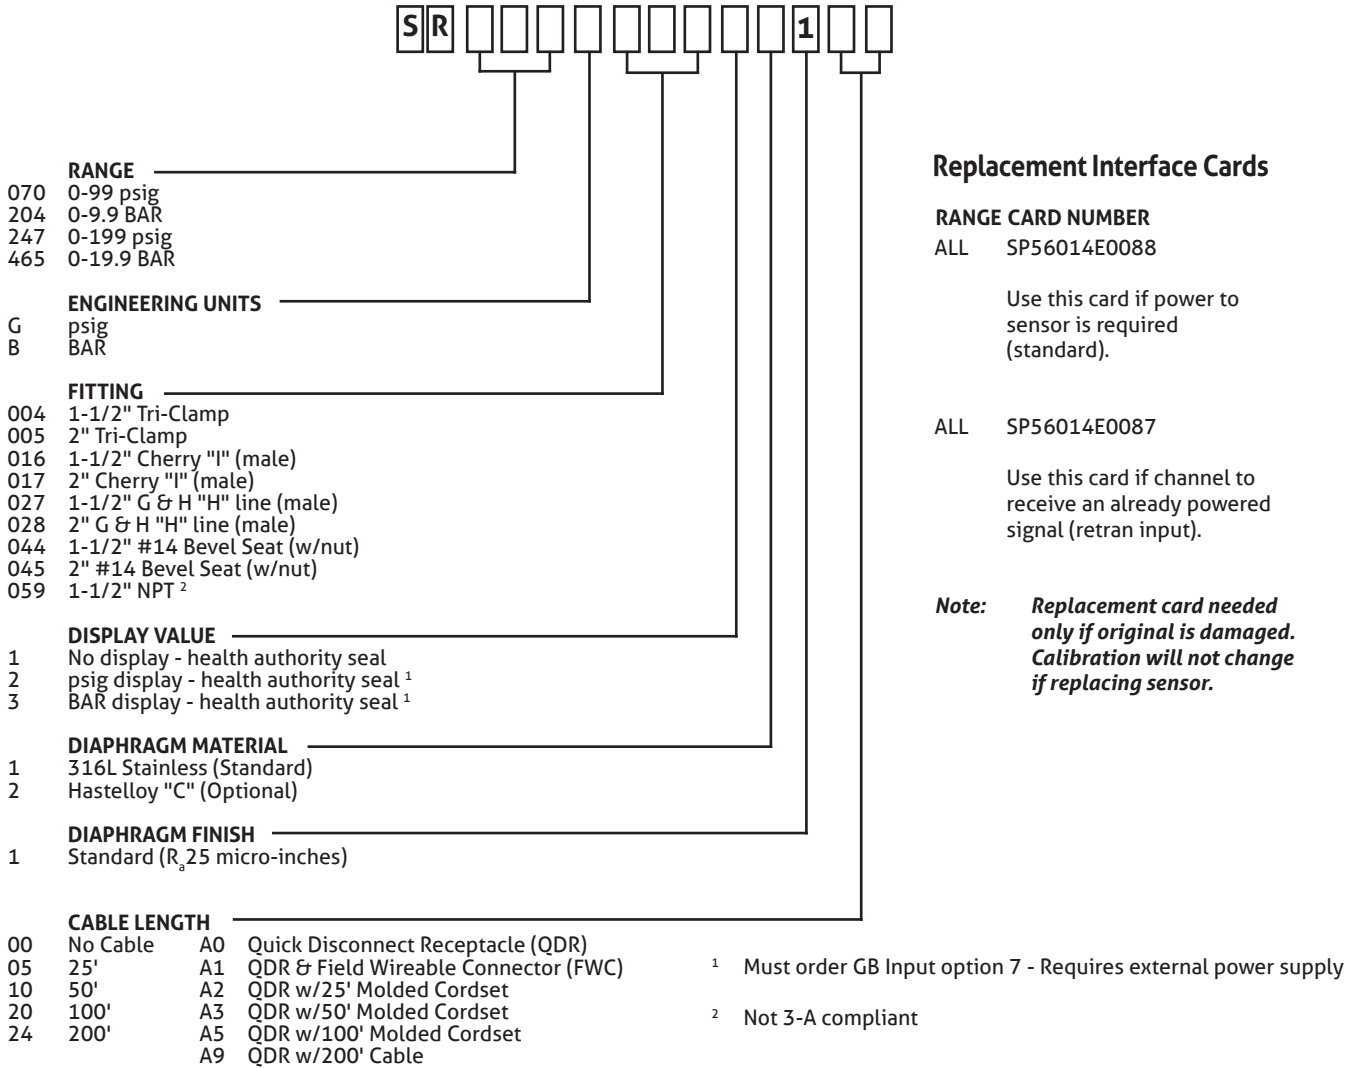 S R 1
RANGE
070 0-99 psig
204 0-9.9 BAR
247 0-199 psig
465 0-19.9 BAR
ENGINEERING UNITS
G psig
B BAR
FITTING
004 1-1/2" Tri-Clamp
005 2" Tri-Clamp
016 1-1/2" Cherry "I" (male)
017 2" Cherry "I" (male)
027 1-1/2" G & H "H" line (male)
028 2" G & H "H" line (male)
044 1-1/2" #14 Bevel Seat (w/nut)
045 2" #14 Bevel Seat (w/nut)
059 1-1/2" NPT ²
DISPLAY VALUE
1 No display - health authority seal
2 psig display - health authority seal ¹
3 BAR display - health authority seal ¹
DIAPHRAGM MATERIAL
1 316L Stainless (Standard)
2 Hastelloy "C" (Optional)
DIAPHRAGM FINISH
1 Standard (Rₐ25 micro-inches)
CABLE LENGTH
00 No Cable A0 Quick Disconnect Receptacle (QDR)
05 25' A1 QDR & Field Wireable Connector (FWC)
10 50' A2 QDR w/25' Molded Cordset
20 100' A3 QDR w/50' Molded Cordset
24 200' A5 QDR w/100' Molded Cordset
A9 QDR w/200' Cable
Replacement Interface Cards
RANGE CARD NUMBER
ALL SP56014E0088
Use this card if power to
sensor is required
(standard).
ALL SP56014E0087
Use this card if channel to
receive an already powered
signal (retran input).
Note: Replacement card needed
only if original is damaged.
Calibration will not change
if replacing sensor.
¹ Must order GB Input option 7 - Requires external power supply
² Not 3-A compliant